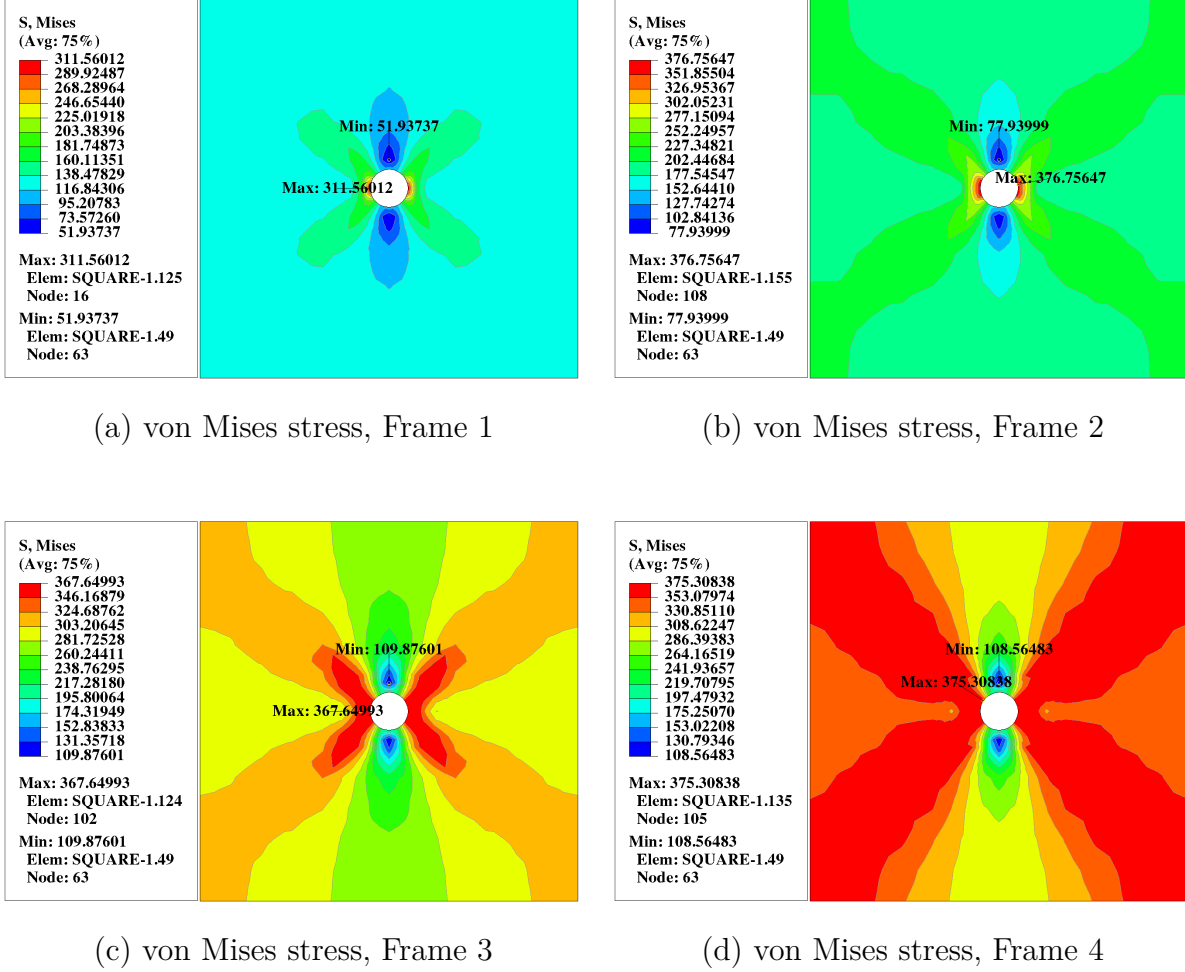 S, Mises
(Avg: 75%)
311.56012
289.92487
268.28964
246.65440
225.01918
203.38396
181.74873
160.11351
138.47829
116.84306
95.20783
73.57260
51.93737
Max: 311.56012
Elem: SQUARE-1.125
Node: 16
Min: 51.93737
Elem: SQUARE-1.49
Node: 63
Min: 51.93737
Max: 311.56012
(a) von Mises stress, Frame 1
S, Mises
(Avg: 75%)
376.75647
351.85504
326.95367
302.05231
277.15094
252.24957
227.34821
202.44684
177.54547
152.64410
127.74274
102.84136
77.93999
Max: 376.75647
Elem: SQUARE-1.155
Node: 108
Min: 77.93999
Elem: SQUARE-1.49
Node: 63
Min: 77.93999
Max: 376.75647
(b) von Mises stress, Frame 2
S, Mises
(Avg: 75%)
367.64993
346.16879
324.68762
303.20645
281.72528
260.24411
238.76295
217.28180
195.80064
174.31949
152.83833
131.35718
109.87601
Max: 367.64993
Elem: SQUARE-1.124
Node: 102
Min: 109.87601
Elem: SQUARE-1.49
Node: 63
Min: 109.87601
Max: 367.64993
(c) von Mises stress, Frame 3
S, Mises
(Avg: 75%)
375.30838
353.07974
330.85110
308.62247
286.39383
264.16519
241.93657
219.70795
197.47932
175.25070
153.02208
130.79346
108.56483
Max: 375.30838
Elem: SQUARE-1.135
Node: 105
Min: 108.56483
Elem: SQUARE-1.49
Node: 63
Min: 108.56483
Max: 375.30838
(d) von Mises stress, Frame 4